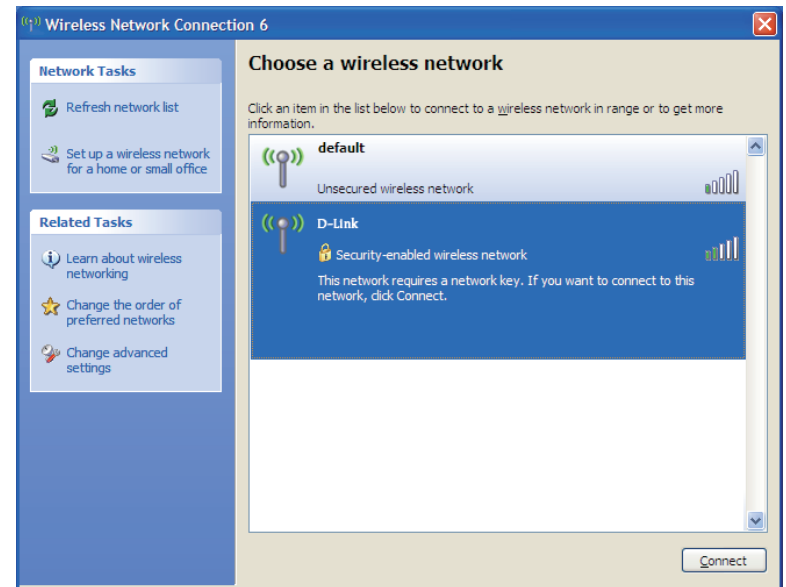 Wireless Network Connection 6
Network Tasks
Refresh network list
Set up a wireless network
for a home or small office
Related Tasks
Learn about wireless
networking
Change the order of
preferred networks
Change advanced
settings
Choose a wireless network
Click an item in the list below to connect to a wireless network in range or to get more
information.
default
Unsecured wireless network
D-Link
Security-enabled wireless network
This network requires a network key. If you want to connect to this
network, click Connect.
Connect